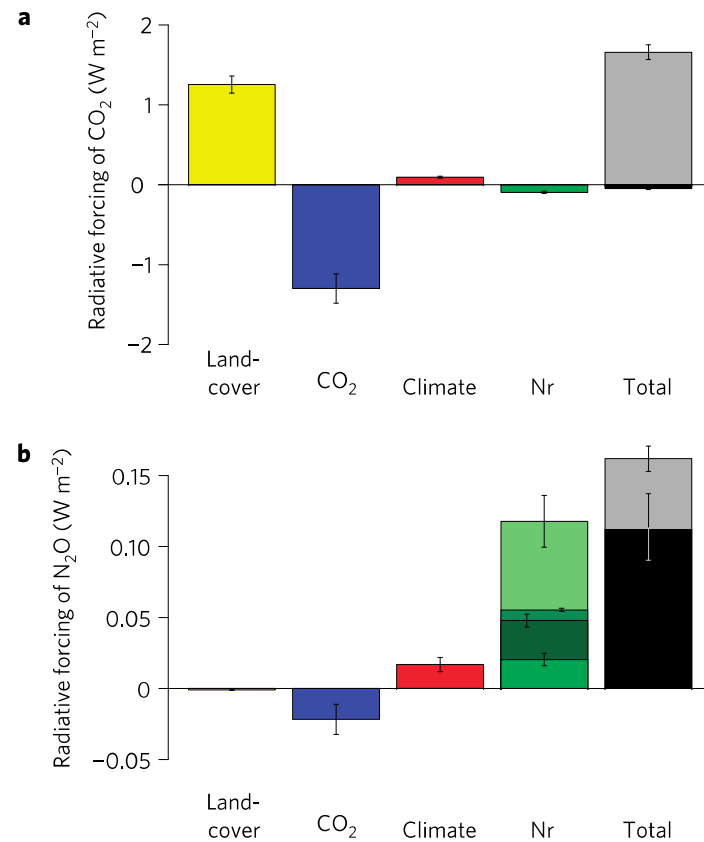 a
Radiative forcing of CO₂ (W m⁻²)
2
1
0
−1
−2
Land-
cover
CO₂
Climate
Nr
Total
b
Radiative forcing of N₂O (W m⁻²)
0.15
0.10
0.05
0
−0.05
Land-
cover
CO₂
Climate
Nr
Total